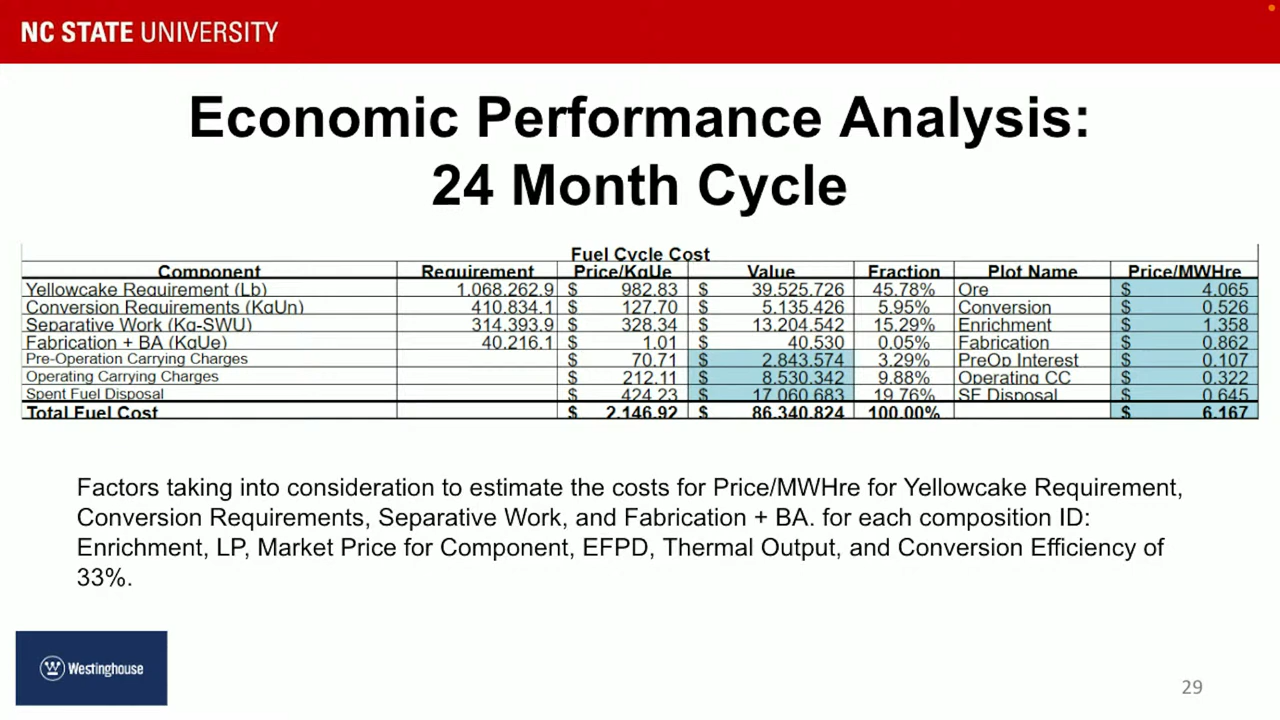 NC STATE UNIVERSITY
Economic Performance Analysis:
24 Month Cycle
Fuel Cycle Cost
Component Requirement Price/KgUe Value Fraction Plot Name Price/MWHre
Yellowcake Requirement (Lb) 1,068,262.9 $ 982.83 $ 39,525,726 45.78% Ore $ 4.065
Conversion Requirements (KgUn) 410,834.1 $ 127.70 $ 5,135,426 5.95% Conversion $ 0.526
Separative Work (Kg-SWU) 314,393.9 $ 328.34 $ 13,204,542 15.29% Enrichment $ 1.358
Fabrication + BA (KgUe) 40,216.1 $ 1.01 $ 40,530 0.05% Fabrication $ 0.862
Pre-Operation Carrying Charges $ 70.71 $ 2,843,574 3.29% PreOp Interest $ 0.107
Operating Carrying Charges $ 212.11 $ 8,530,342 9.88% Operating CC $ 0.322
Spent Fuel Disposal $ 424.23 $ 17,060,683 19.76% SF Disposal $ 0.645
Total Fuel Cost $ 2,146.92 $ 86,340,824 100.00% $ 6.167
Factors taking into consideration to estimate the costs for Price/MWHre for Yellowcake Requirement,
Conversion Requirements, Separative Work, and Fabrication + BA. for each composition ID:
Enrichment, LP, Market Price for Component, EFPD, Thermal Output, and Conversion Efficiency of
33%.
Westinghouse
29